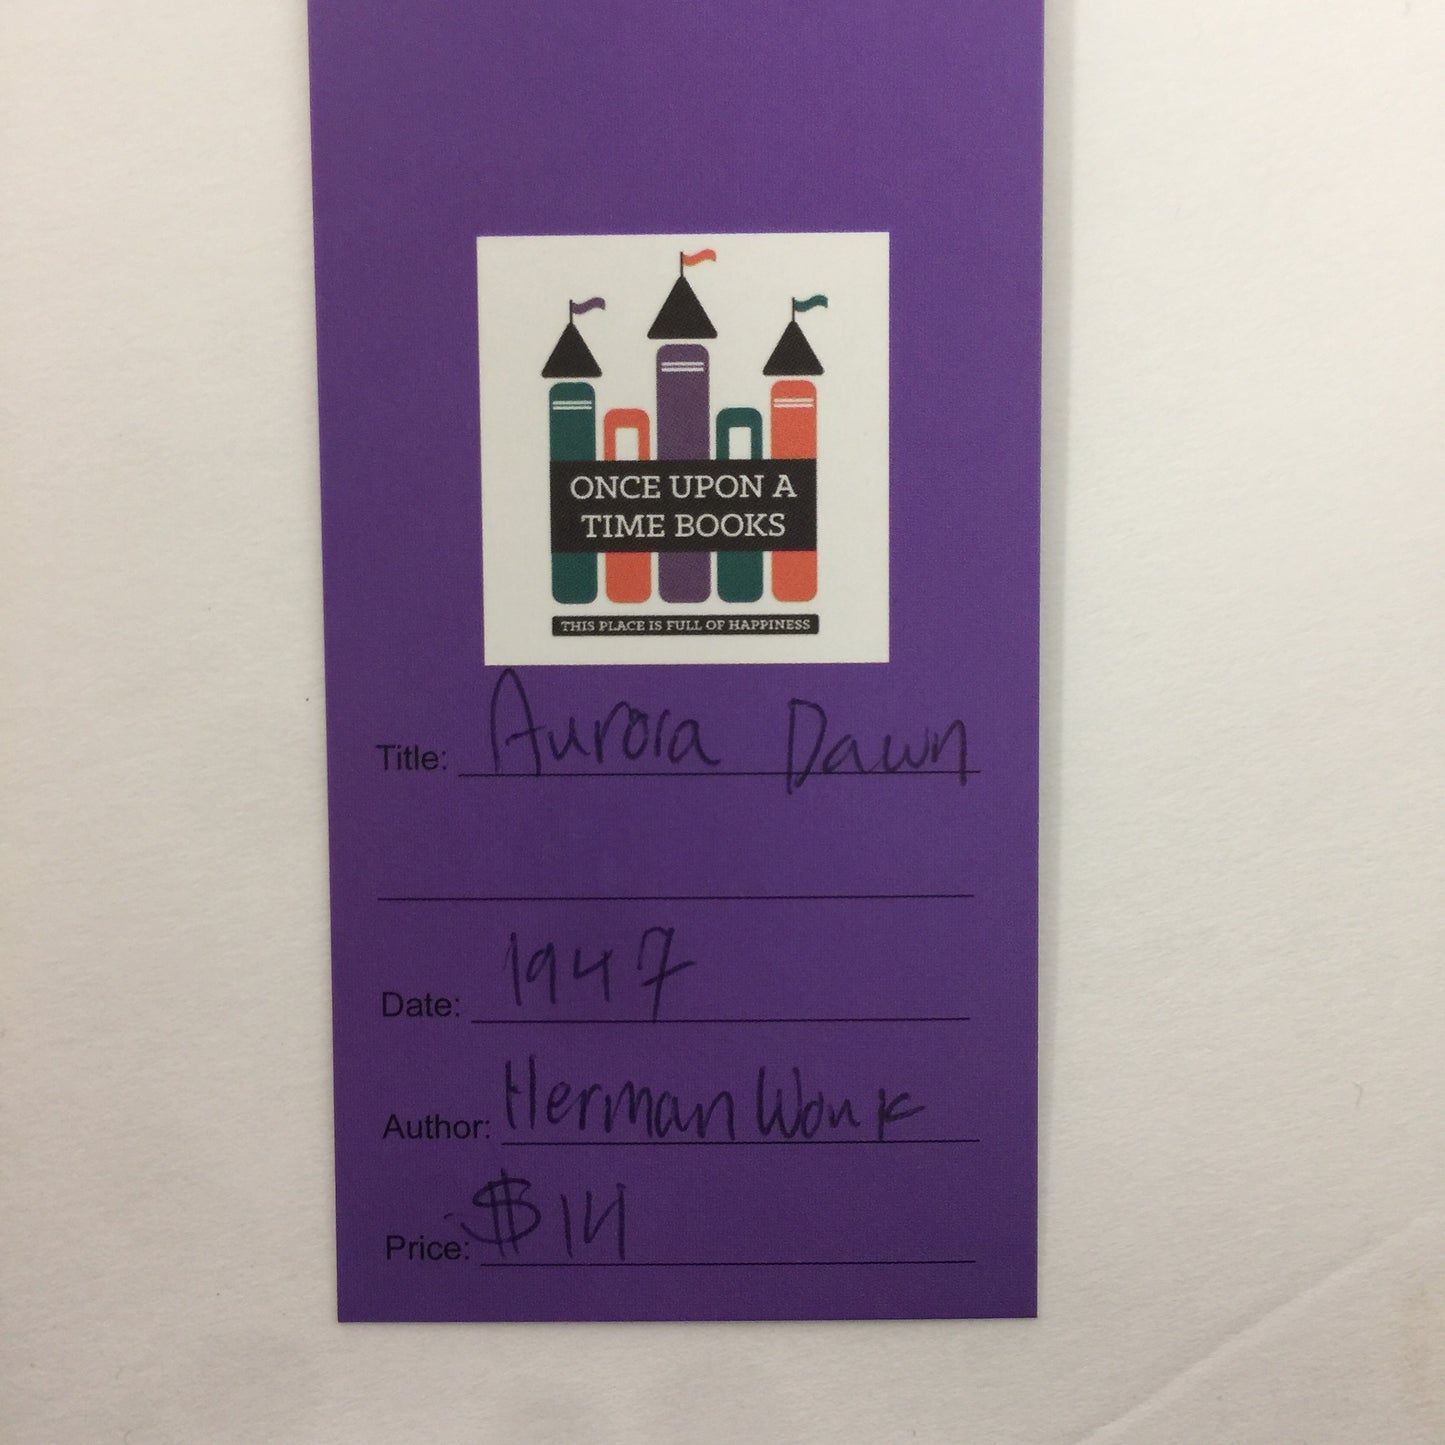 ONCE UPON A
TIME BOOKS
THIS PLACE IS FULL OF HAPPINESS
Title: Aurora Dawn
Date: 1947
Author: Herman Wouk
Price: $14